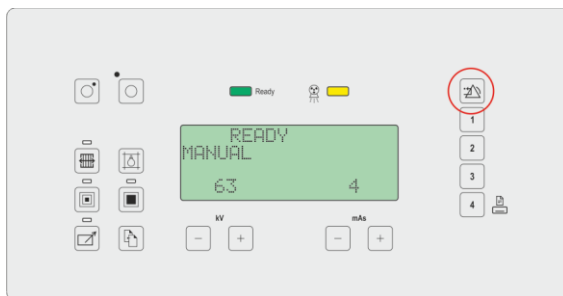 Ready
READY
MANUAL
63 4
kV mAs
- + - +
1
2
3
4